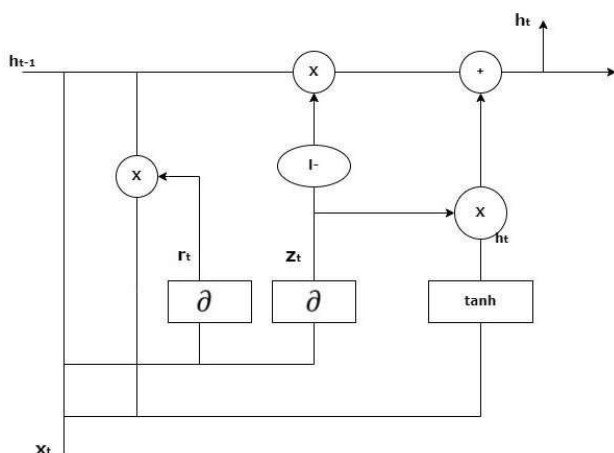 hₜ
hₜ₋₁
X
+
I-
X
X
hₜ
rₜ
zₜ
∂
∂
tanh
xₜ